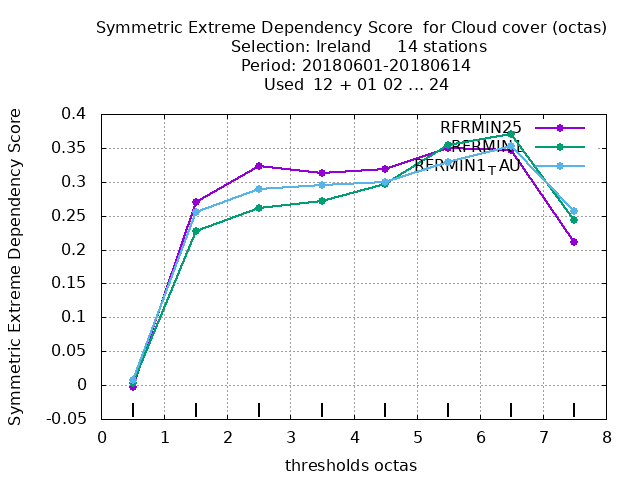 Symmetric Extreme Dependency Score  for Cloud cover (octas)
Selection: Ireland     14 stations
Period: 20180601-20180614
Used  12 + 01 02 ... 24
Symmetric Extreme Dependency Score
0.4
0.35
0.3
0.25
0.2
0.15
0.1
0.05
0
-0.05
RFRMIN25
RFRMIN1
RFRMIN1TAU
0 1 2 3 4 5 6 7 8
thresholds octas